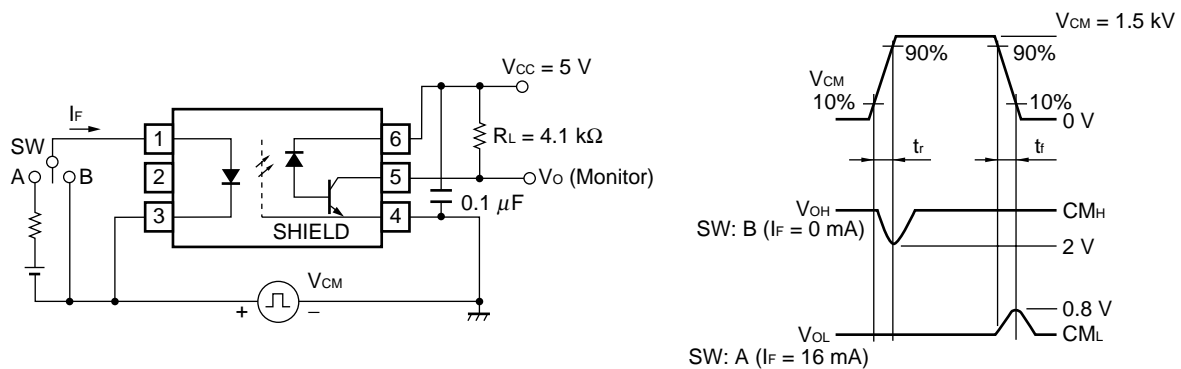 VCC = 5 V
IF
SW
A
B
1
2
3
6
5
4
SHIELD
RL = 4.1 kΩ
VO (Monitor)
0.1 μF
VCM
+
−
VCM = 1.5 kV
90%
90%
VCM
10%
10%
0 V
tr
tf
VOH
CMH
SW: B (IF = 0 mA)
2 V
0.8 V
VOL
CML
SW: A (IF = 16 mA)